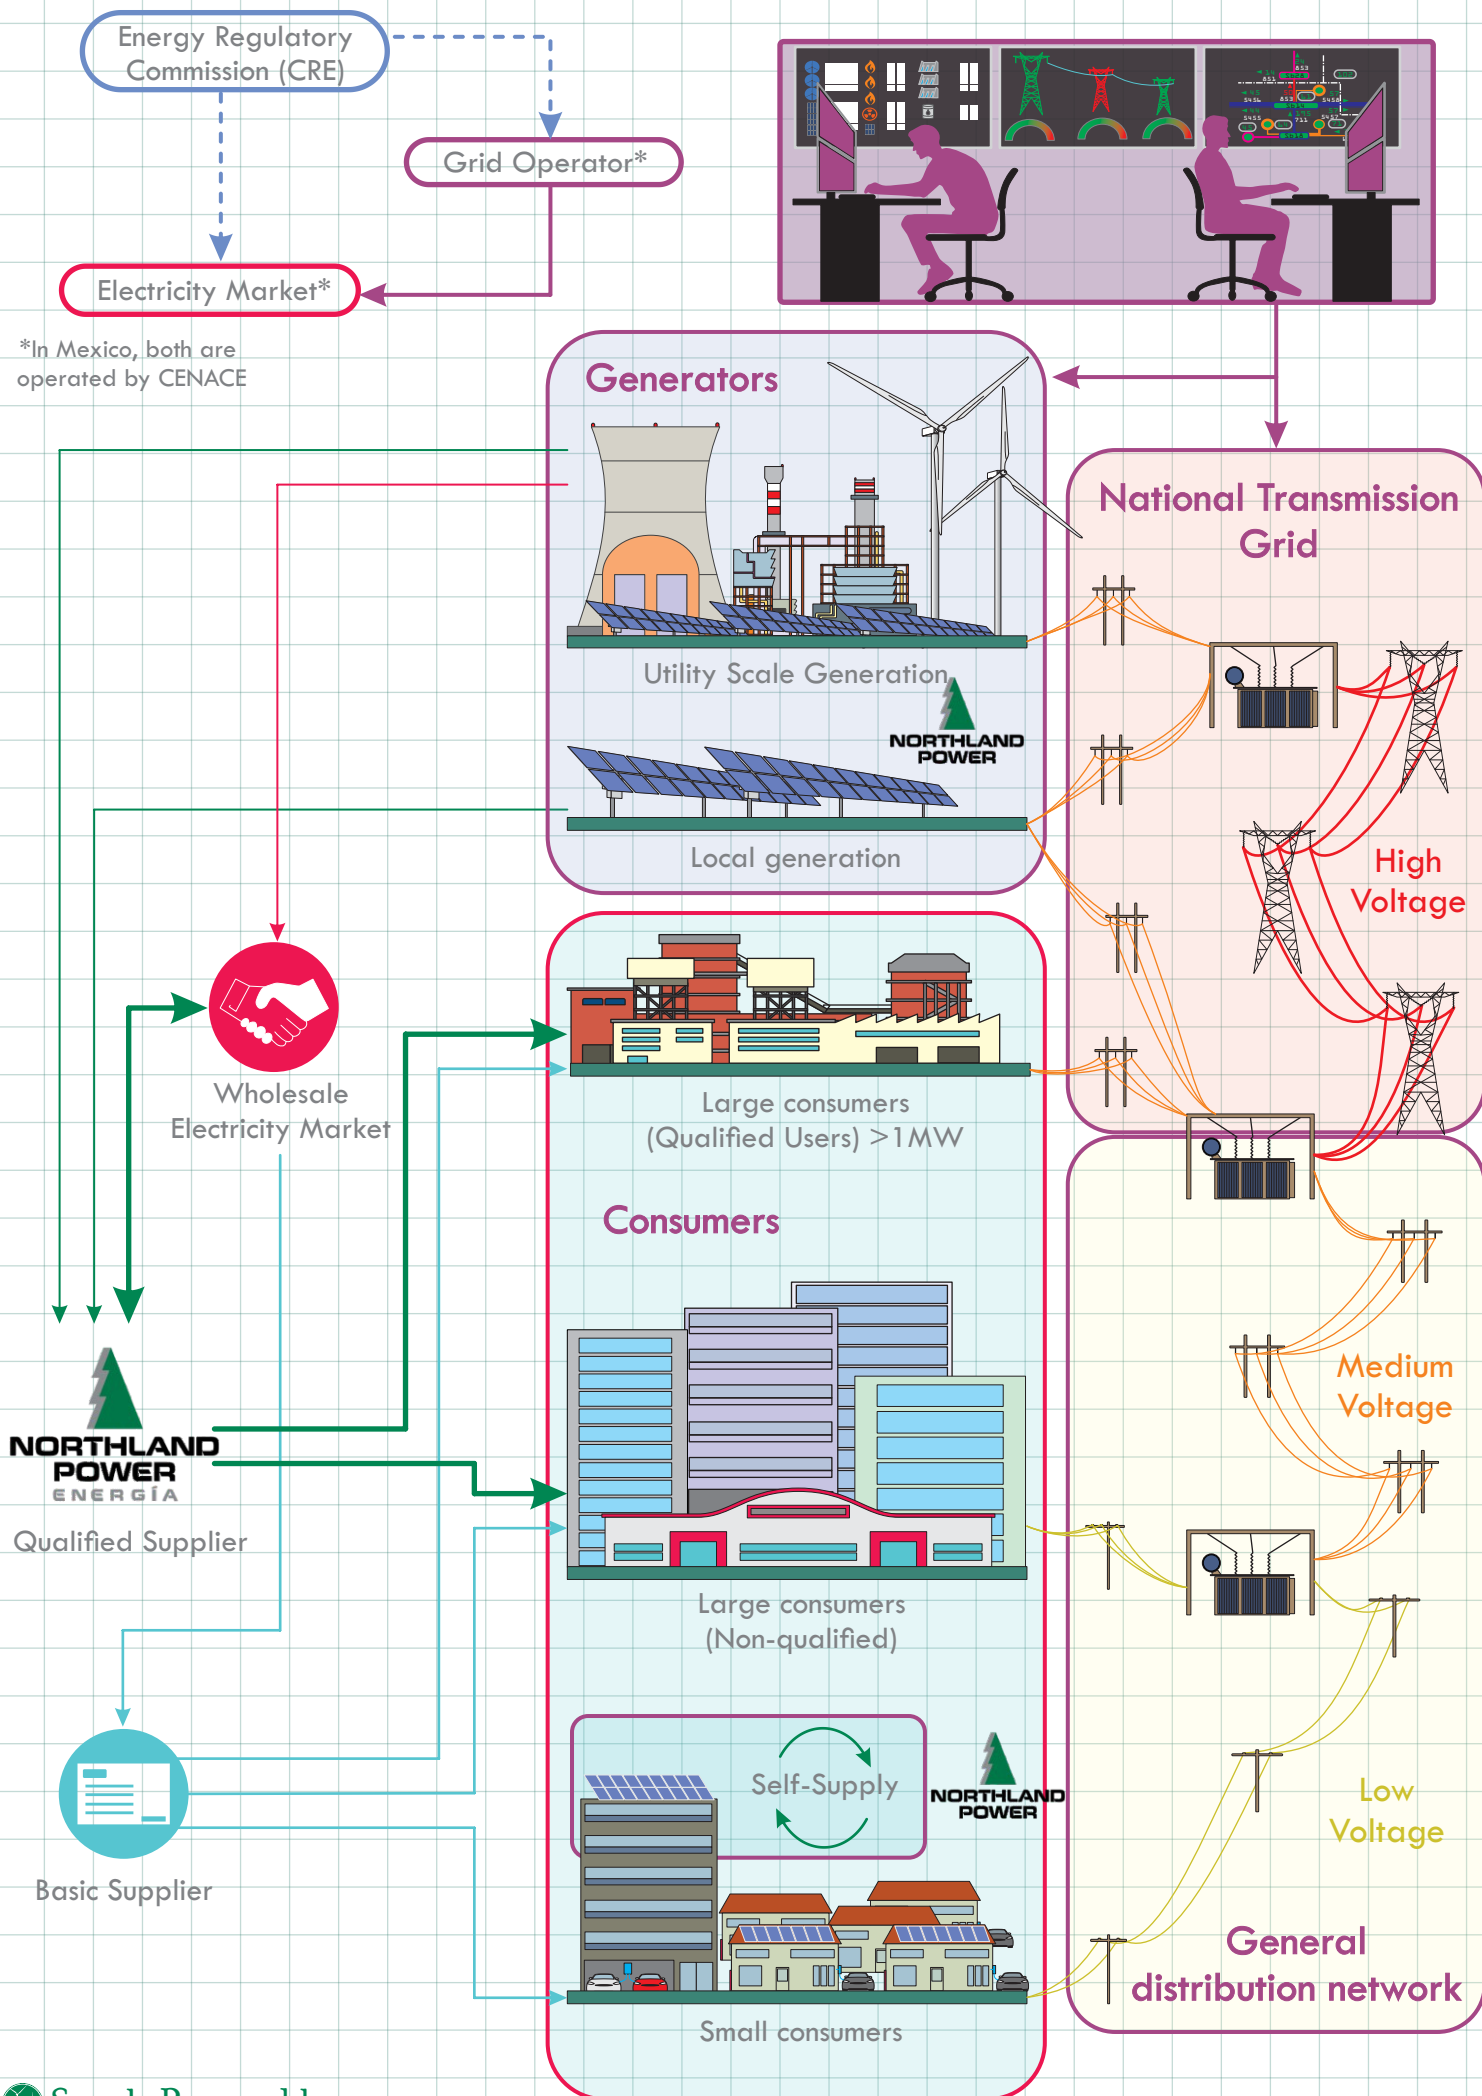 Energy Regulatory
Commission (CRE)
Grid Operator*
Electricity Market*
*In Mexico, both are
operated by CENACE
Generators
Utility Scale Generation
NORTHLAND
POWER
Local generation
National Transmission
Grid
High
Voltage
Wholesale
Electricity Market
Large consumers
(Qualified Users) >1MW
Consumers
NORTHLAND
POWER
ENERGÍA
Qualified Supplier
Medium
Voltage
Large consumers
(Non-qualified)
Self-Supply
NORTHLAND
POWER
Basic Supplier
Low
Voltage
General
distribution network
Small consumers